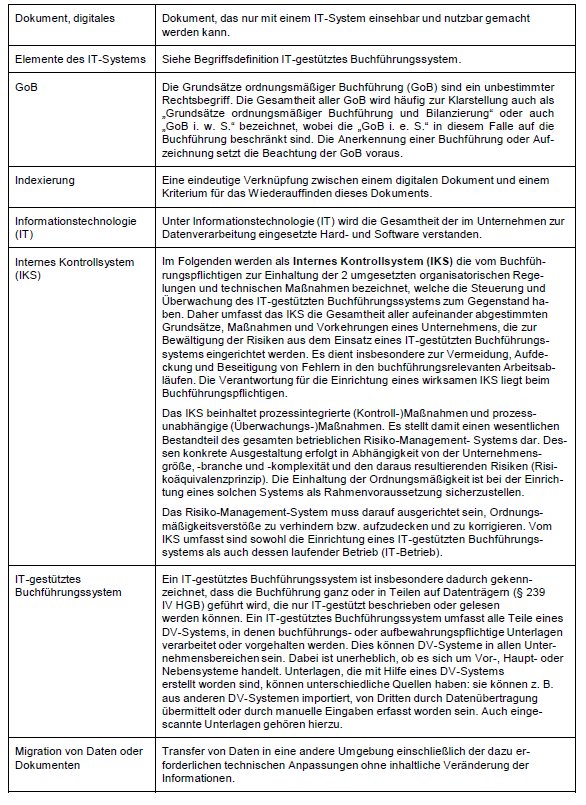 Dokument, digitales
Dokument, das nur mit einem IT-System einsehbar und nutzbar gemacht
werden kann.
Elemente des IT-Systems
Siehe Begriffsdefinition IT-gestütztes Buchführungssystem.
GoB
Die Grundsätze ordnungsmäßiger Buchführung (GoB) sind ein unbestimmter
Rechtsbegriff. Die Gesamtheit aller GoB wird häufig zur Klarstellung auch als
„Grundsätze ordnungsmäßiger Buchführung und Bilanzierung“ oder auch
„GoB i. w. S.“ bezeichnet, wobei die „GoB i. e. S.“ in diesem Falle auf die
Buchführung beschränkt sind. Die Anerkennung einer Buchführung oder Auf-
zeichnung setzt die Beachtung der GoB voraus.
Indexierung
Eine eindeutige Verknüpfung zwischen einem digitalen Dokument und einem
Kriterium für das Wiederauffinden dieses Dokuments.
Informationstechnologie
(IT)
Unter Informationstechnologie (IT) wird die Gesamtheit der im Unternehmen zur
Datenverarbeitung eingesetzte Hard- und Software verstanden.
Internes Kontrollsystem
(IKS)
Im Folgenden werden als Internes Kontrollsystem (IKS) die vom Buchfüh-
rungspflichtigen zur Einhaltung der 2 umgesetzten organisatorischen Rege-
lungen und technischen Maßnahmen bezeichnet, welche die Steuerung und
Überwachung des IT-gestützten Buchführungssystems zum Gegenstand ha-
ben. Daher umfasst das IKS die Gesamtheit aller aufeinander abgestimmten
Grundsätze, Maßnahmen und Vorkehrungen eines Unternehmens, die zur
Bewältigung der Risiken aus dem Einsatz eines IT-gestützten Buchführungs-
systems eingerichtet werden. Es dient insbesondere zur Vermeidung, Aufde-
ckung und Beseitigung von Fehlern in den buchführungsrelevanten Arbeitsab-
läufen. Die Verantwortung für die Einrichtung eines wirksamen IKS liegt beim
Buchführungspflichtigen.
Das IKS beinhaltet prozessintegrierte (Kontroll-)Maßnahmen und prozess-
unabhängige (Überwachungs-)Maßnahmen. Es stellt damit einen wesentlichen
Bestandteil des gesamten betrieblichen Risiko-Management- Systems dar. Des-
sen konkrete Ausgestaltung erfolgt in Abhängigkeit von der Unternehmens-
größe, -branche und -komplexität und den daraus resultierenden Risiken (Risi-
koäquivalenzprinzip). Die Einhaltung der Ordnungsmäßigkeit ist bei der Einrich-
tung eines solchen Systems als Rahmenvoraussetzung sicherzustellen.
Das Risiko-Management-System muss darauf ausgerichtet sein, Ordnungs-
mäßigkeitsverstöße zu verhindern bzw. aufzudecken und zu korrigieren. Vom
IKS umfasst sind sowohl die Einrichtung eines IT-gestützten Buchführungs-
systems als auch dessen laufender Betrieb (IT-Betrieb).
IT-gestütztes
Buchführungssystem
Ein IT-gestütztes Buchführungssystem ist insbesondere dadurch gekenn-
zeichnet, dass die Buchführung ganz oder in Teilen auf Datenträgern (§ 239
IV HGB) geführt wird, die nur IT-gestützt beschrieben oder gelesen
werden können. Ein IT-gestütztes Buchführungssystem umfasst alle Teile eines
DV-Systems, in denen buchführungs- oder aufbewahrungspflichtige Unterlagen
verarbeitet oder vorgehalten werden. Dies können DV-Systeme in allen Unter-
nehmensbereichen sein. Dabei ist unerheblich, ob es sich um Vor-, Haupt- oder
Nebensysteme handelt. Unterlagen, die mit Hilfe eines DV-Systems
erstellt worden sind, können unterschiedliche Quellen haben: sie können z. B.
aus anderen DV-Systemen importiert, von Dritten durch Datenübertragung
übermittelt oder durch manuelle Eingaben erfasst worden sein. Auch einge-
scannte Unterlagen gehören hierzu.
Migration von Daten oder
Dokumenten
Transfer von Daten in eine andere Umgebung einschließlich der dazu er-
forderlichen technischen Anpassungen ohne inhaltliche Veränderung der
Informationen.